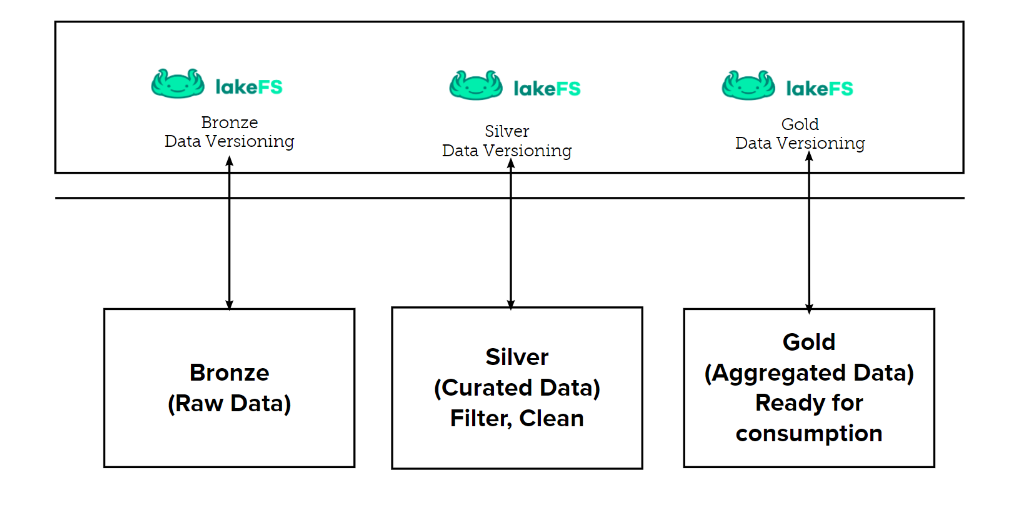 lakeFS
Bronze
Data Versioning
lakeFS
Silver
Data Versioning
lakeFS
Gold
Data Versioning
Bronze
(Raw Data)
Silver
(Curated Data)
Filter, Clean
Gold
(Aggregated Data)
Ready for
consumption